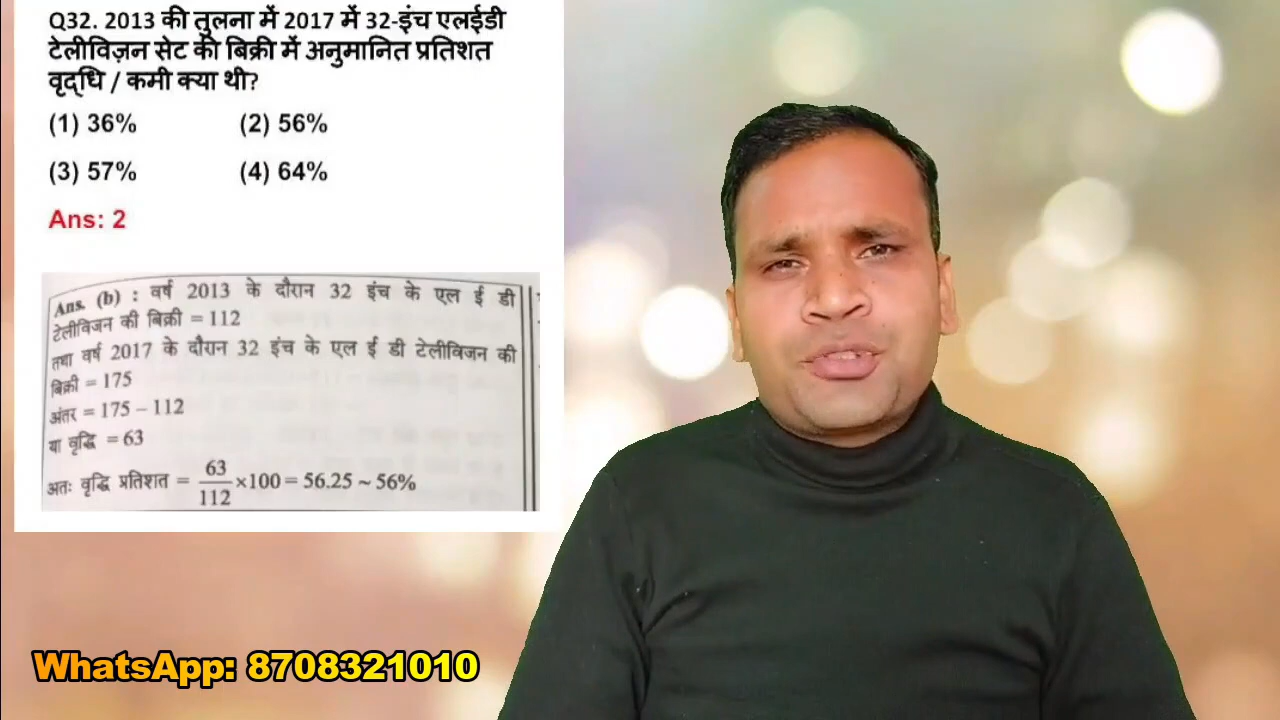 Q32. 2013 की तुलना में 2017 में 32-इंच एलईडी
टेलीविज़न सेट की बिक्री में अनुमानित प्रतिशत
वृद्धि / कमी क्या थी?
(1) 36% (2) 56%
(3) 57% (4) 64%
Ans: 2
Ans. (b) : वर्ष 2013 के दौरान 32 इंच के एल ई डी
टेलीविजन की बिक्री = 112
तथा वर्ष 2017 के दौरान 32 इंच के एल ई डी टेलीविजन की
बिक्री = 175
अंतर = 175 – 112
या वृद्धि = 63
अतः वृद्धि प्रतिशत = 63/112 ×100 = 56.25 ~ 56%
WhatsApp: 8708321010